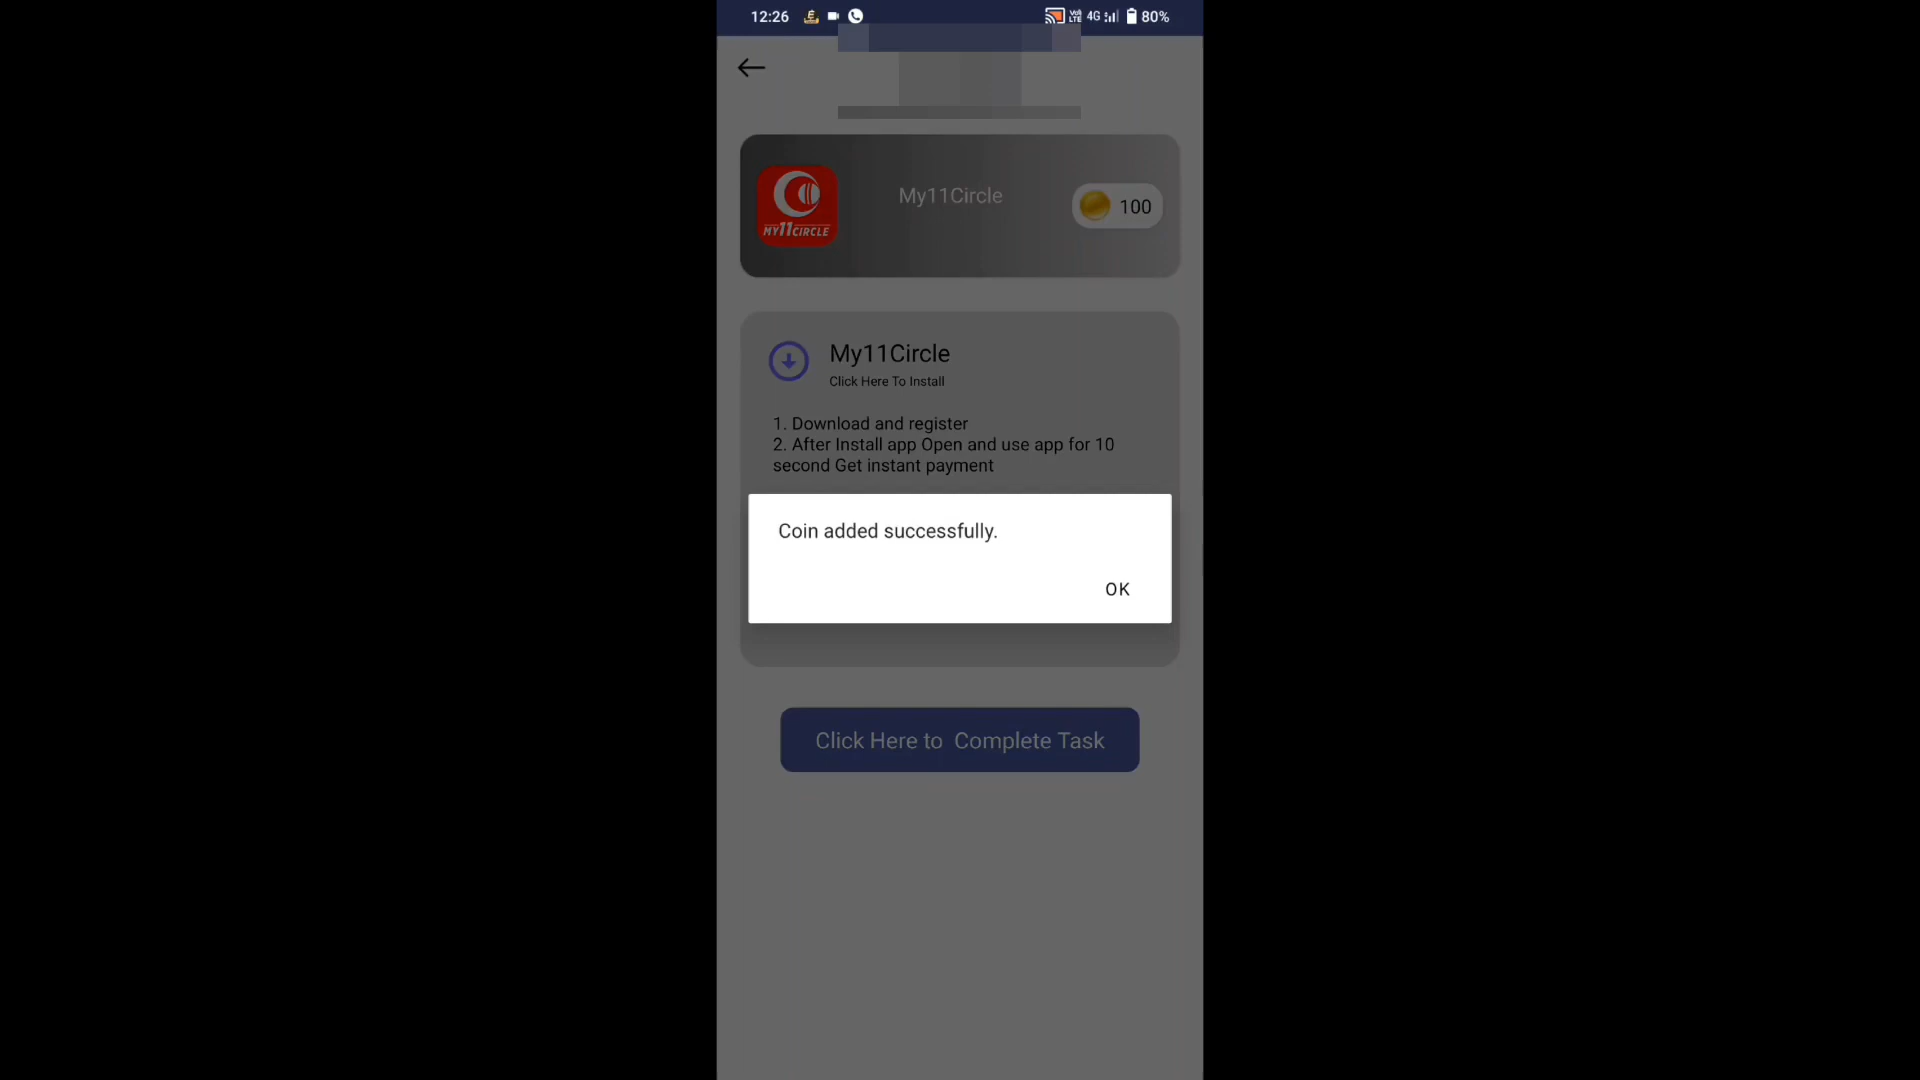 12:26 4G 80%
My11Circle
100
MY11CIRCLE
My11Circle
Click Here To Install
1. Download and register
2. After Install app Open and use app for 10
second Get instant payment
Coin added successfully.
OK
Click Here to Complete Task